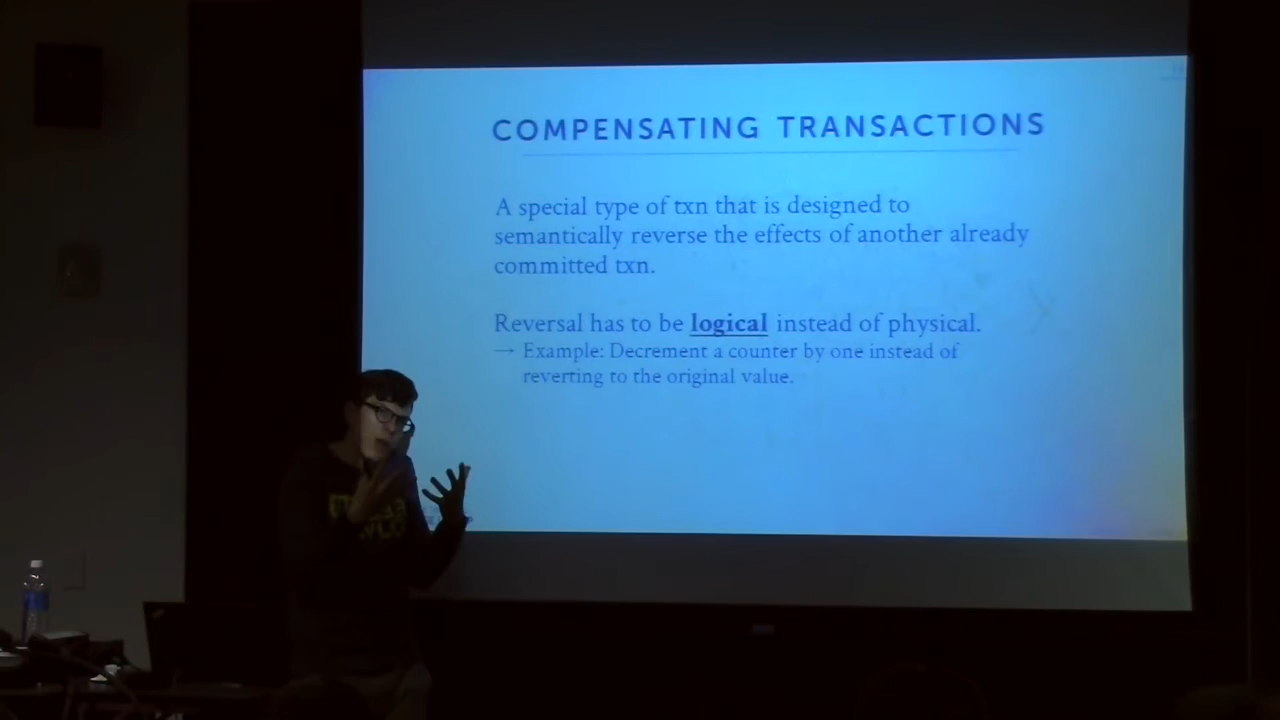 COMPENSATING TRANSACTIONS
A special type of txn that is designed to
semantically reverse the effects of another already
committed txn.
Reversal has to be logical instead of physical.
→ Example: Decrement a counter by one instead of
reverting to the original value.